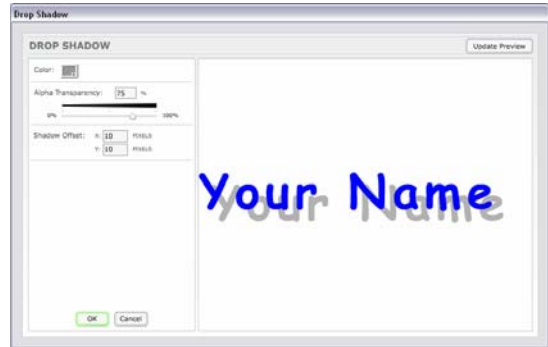 Drop Shadow
DROP SHADOW
Update Preview
Color:
Alpha Transparency: 75 %
0% 100%
Shadow Offset: X: 10 PIXELS
Y: 10 PIXELS
Your Name
OK Cancel